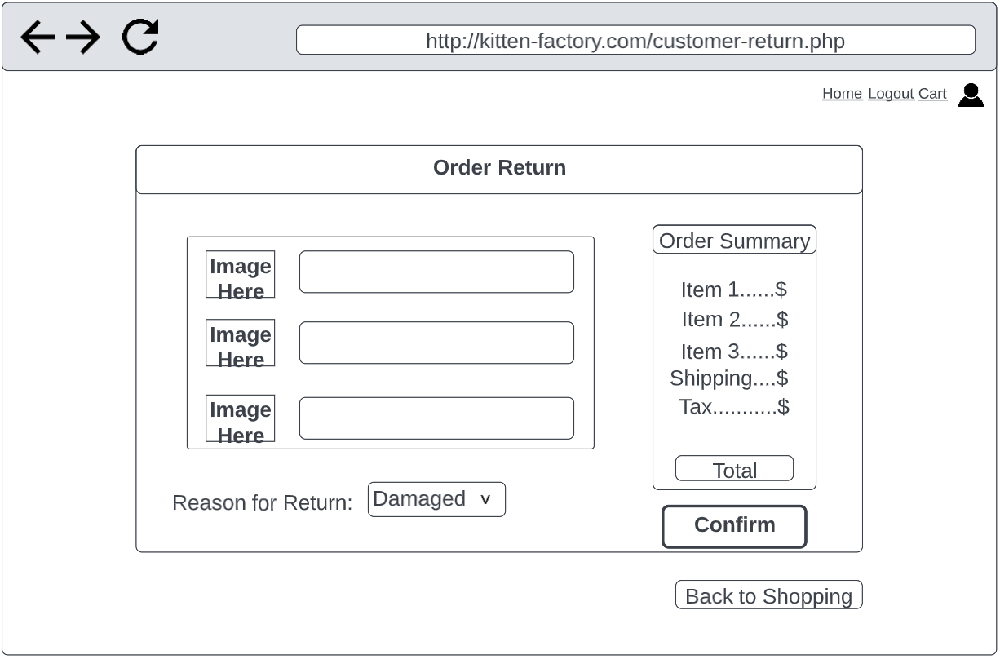 http://kitten-factory.com/customer-return.php
Home Logout Cart
Order Return
Image
Here
Image
Here
Image
Here
Order Summary
Item 1......$
Item 2......$
Item 3......$
Shipping....$
Tax...........$
Total
Reason for Return: Damaged v
Confirm
Back to Shopping